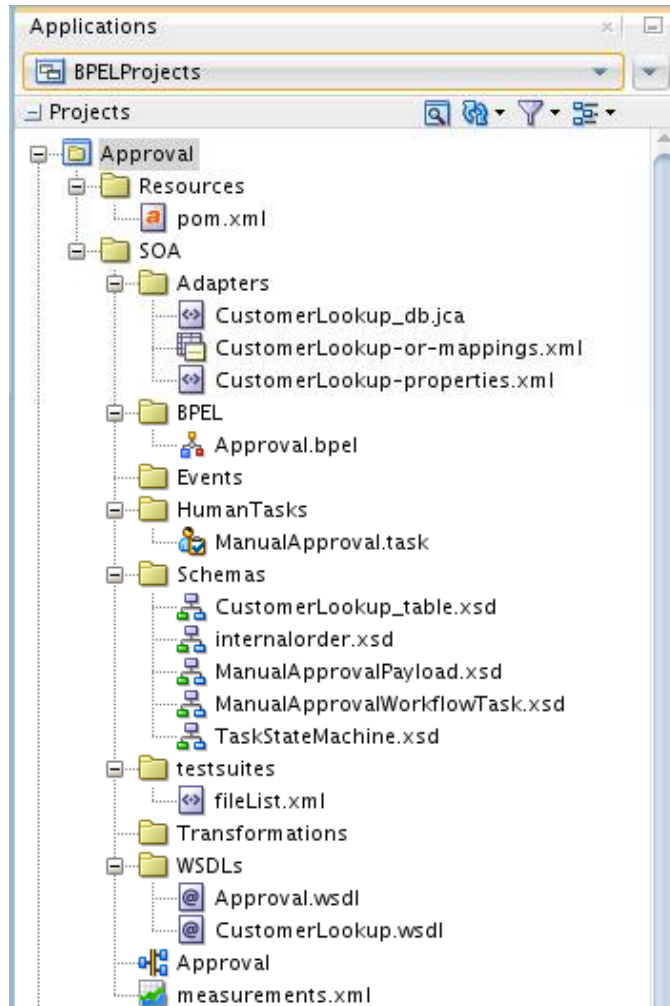 Applications
BPELProjects
Projects
Approval
Resources
pom.xml
SOA
Adapters
CustomerLookup_db.jca
CustomerLookup-or-mappings.xml
CustomerLookup-properties.xml
BPEL
Approval.bpel
Events
HumanTasks
ManualApproval.task
Schemas
CustomerLookup_table.xsd
internalorder.xsd
ManualApprovalPayload.xsd
ManualApprovalWorkflowTask.xsd
TaskStateMachine.xsd
testsuites
fileList.xml
Transformations
WSDLs
Approval.wsdl
CustomerLookup.wsdl
Approval
measurements.xml